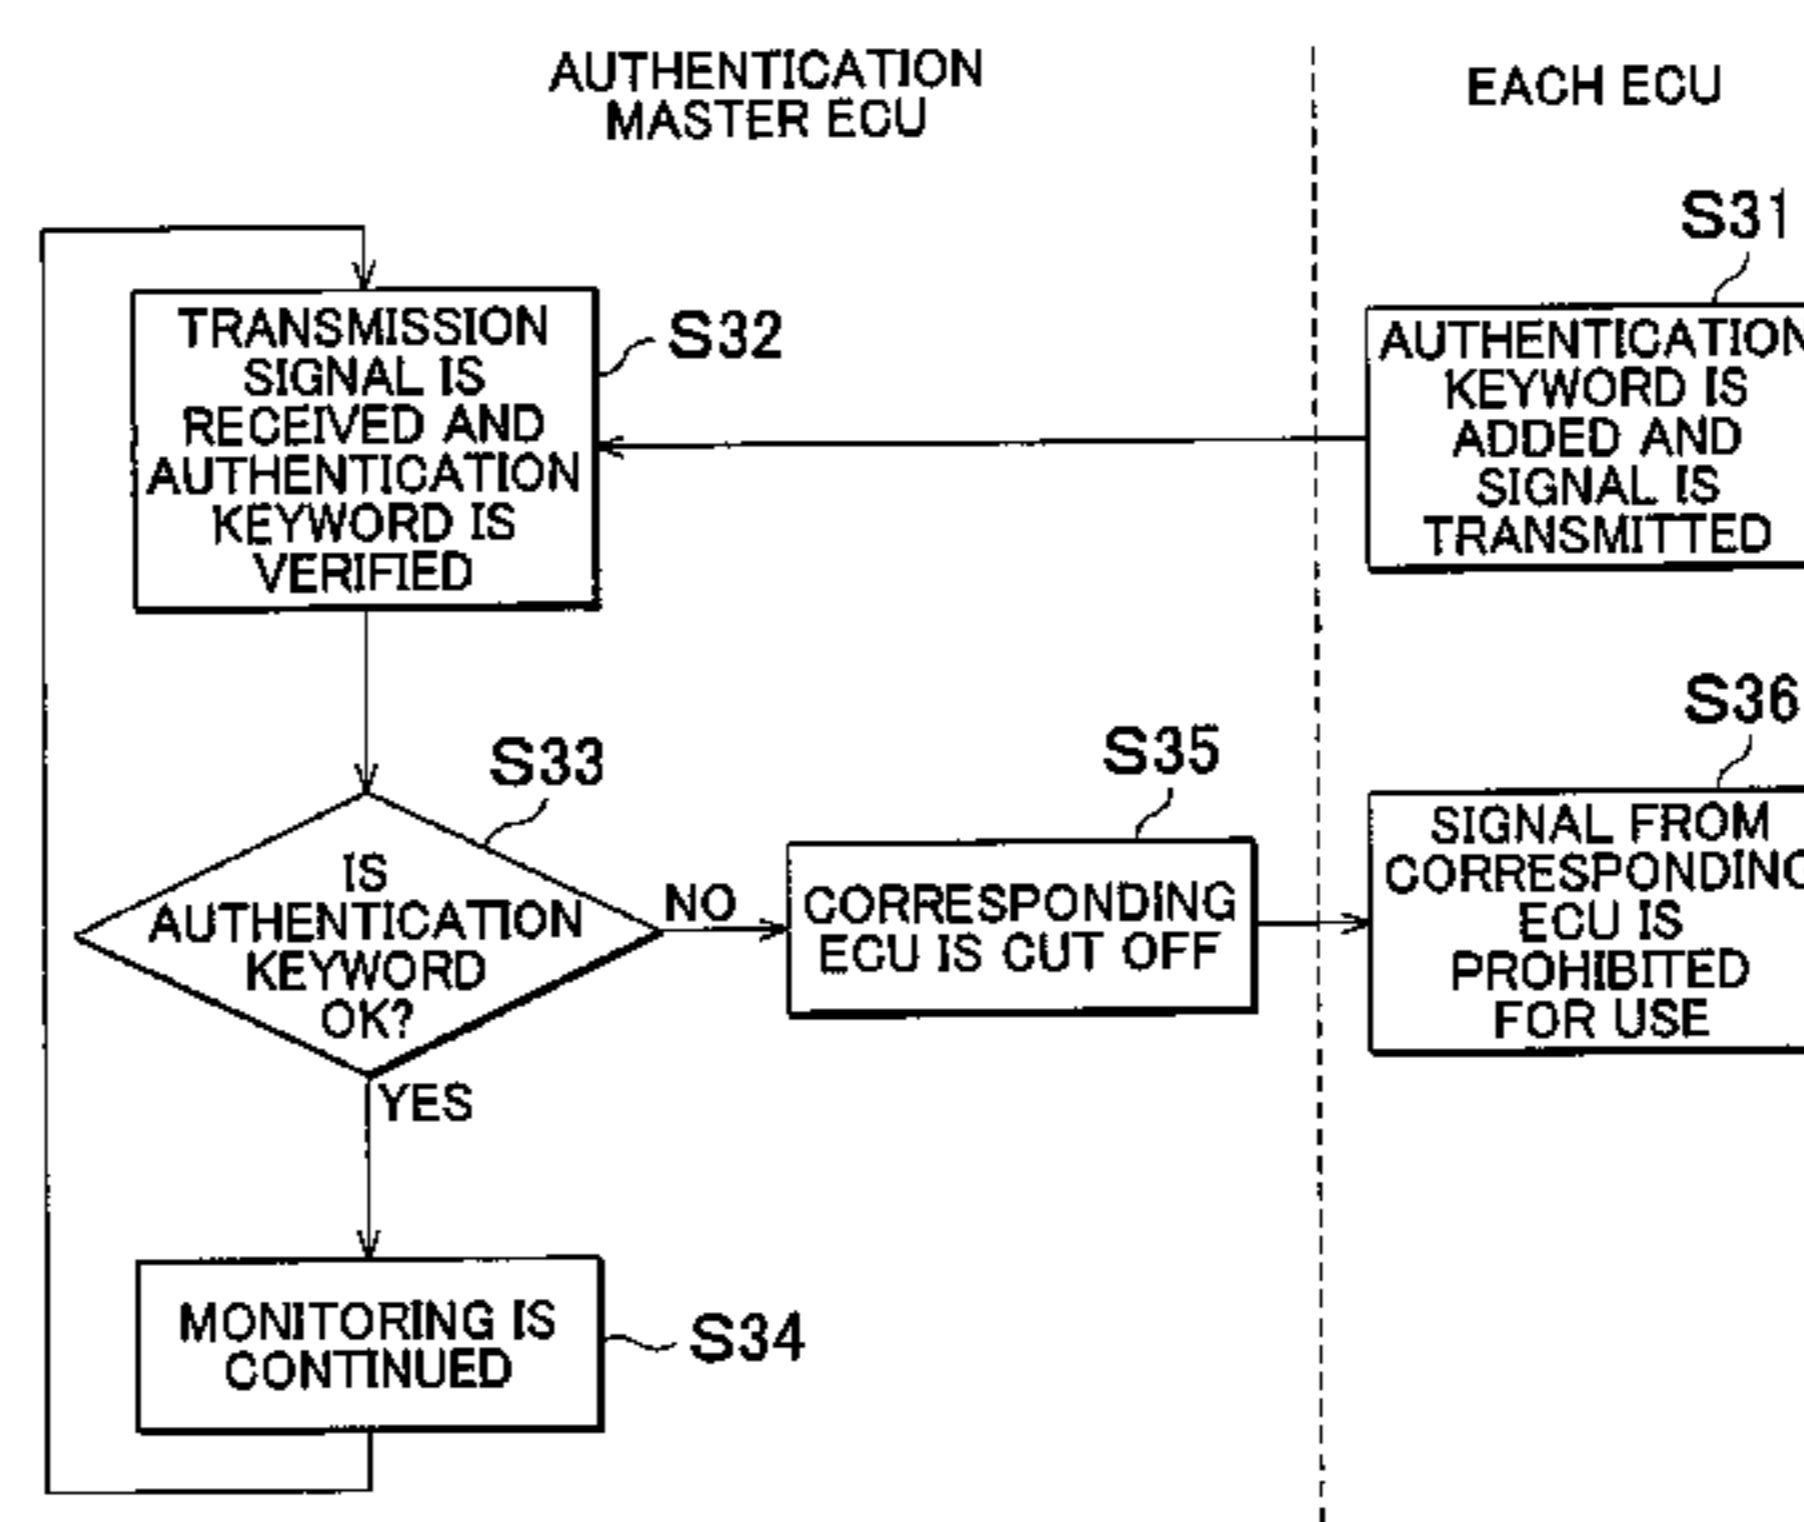 AUTHENTICATION
MASTER ECU
EACH ECU
S31
AUTHENTICATION
KEYWORD IS
ADDED AND
SIGNAL IS
TRANSMITTED
S32
TRANSMISSION
SIGNAL IS
RECEIVED AND
AUTHENTICATION
KEYWORD IS
VERIFIED
S33
IS
AUTHENTICATION
KEYWORD
OK?
NO
YES
S35
CORRESPONDING
ECU IS CUT OFF
S36
SIGNAL FROM
CORRESPONDING
ECU IS
PROHIBITED
FOR USE
MONITORING IS
CONTINUED
S34